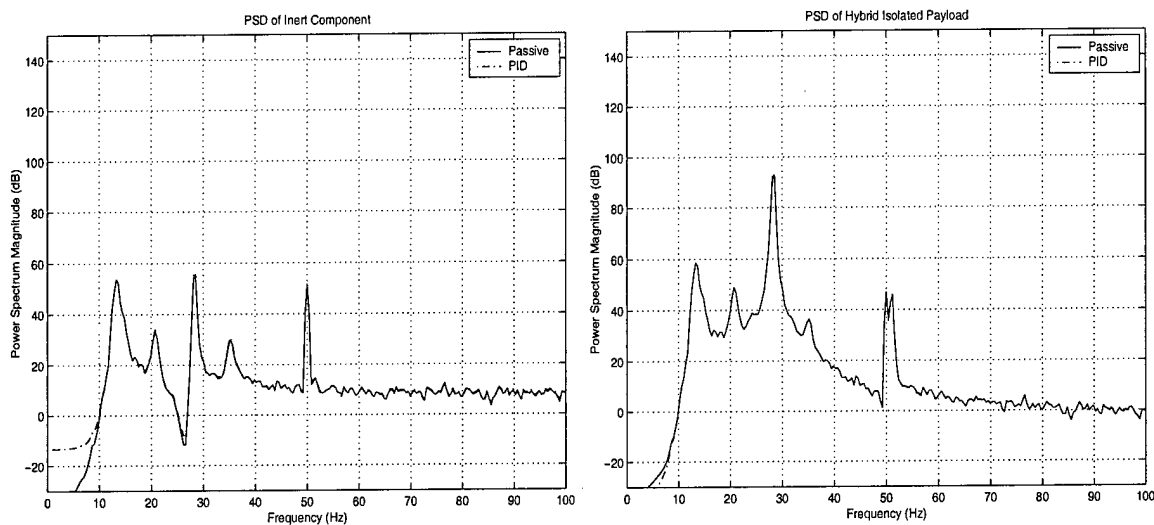 PSD of Inert Component
Passive
PID
Power Spectrum Magnitude (dB)
140
120
100
80
60
40
20
0
−20
0 10 20 30 40 50 60 70 80 90 100
Frequency (Hz)
PSD of Hybrid Isolated Payload
Passive
PID
Power Spectrum Magnitude (dB)
140
120
100
80
60
40
20
0
−20
0 10 20 30 40 50 60 70 80 90 100
Frequency (Hz)